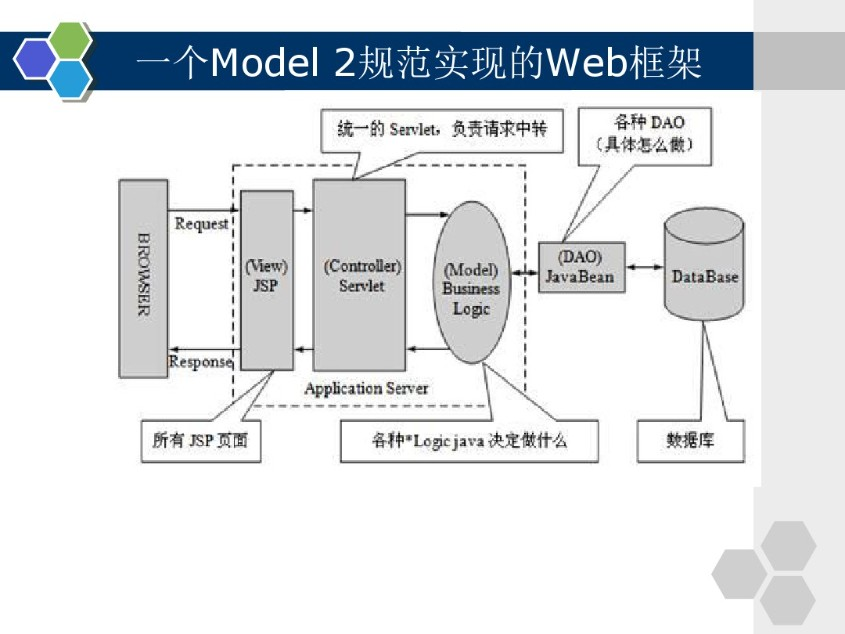 一个Model 2规范实现的Web框架
统一的 Servlet，负责请求中转
各种 DAO
（具体怎么做）
Request
BROWSER
(View)
JSP
(Controller)
Servlet
(Model)
Business
Logic
(DAO)
JavaBean
DataBase
Response
Application Server
所有 JSP 页面
各种*Logic java 决定做什么
数据库